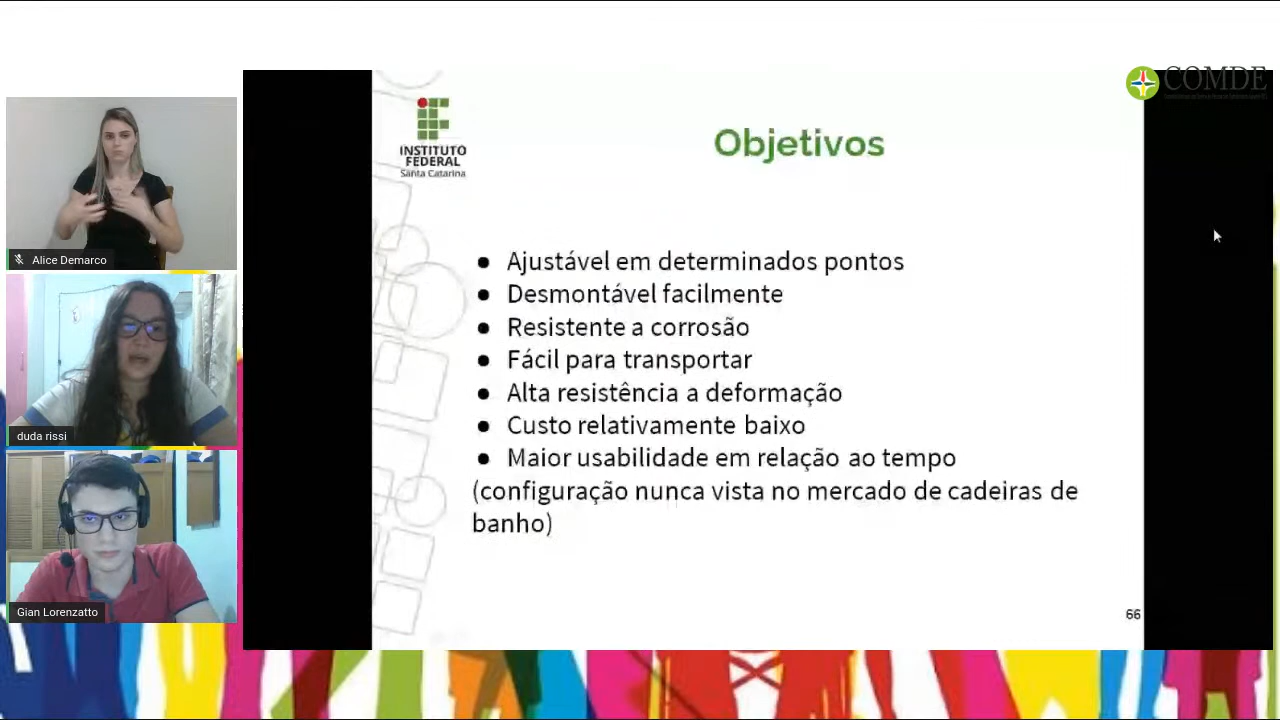 COMDE
INSTITUTO
FEDERAL
Santa Catarina
Objetivos
Alice Demarco
● Ajustável em determinados pontos
● Desmontável facilmente
● Resistente a corrosão
● Fácil para transportar
● Alta resistência a deformação
● Custo relativamente baixo
● Maior usabilidade em relação ao tempo
(configuração nunca vista no mercado de cadeiras de
banho)
duda rissi
Gian Lorenzatto
66